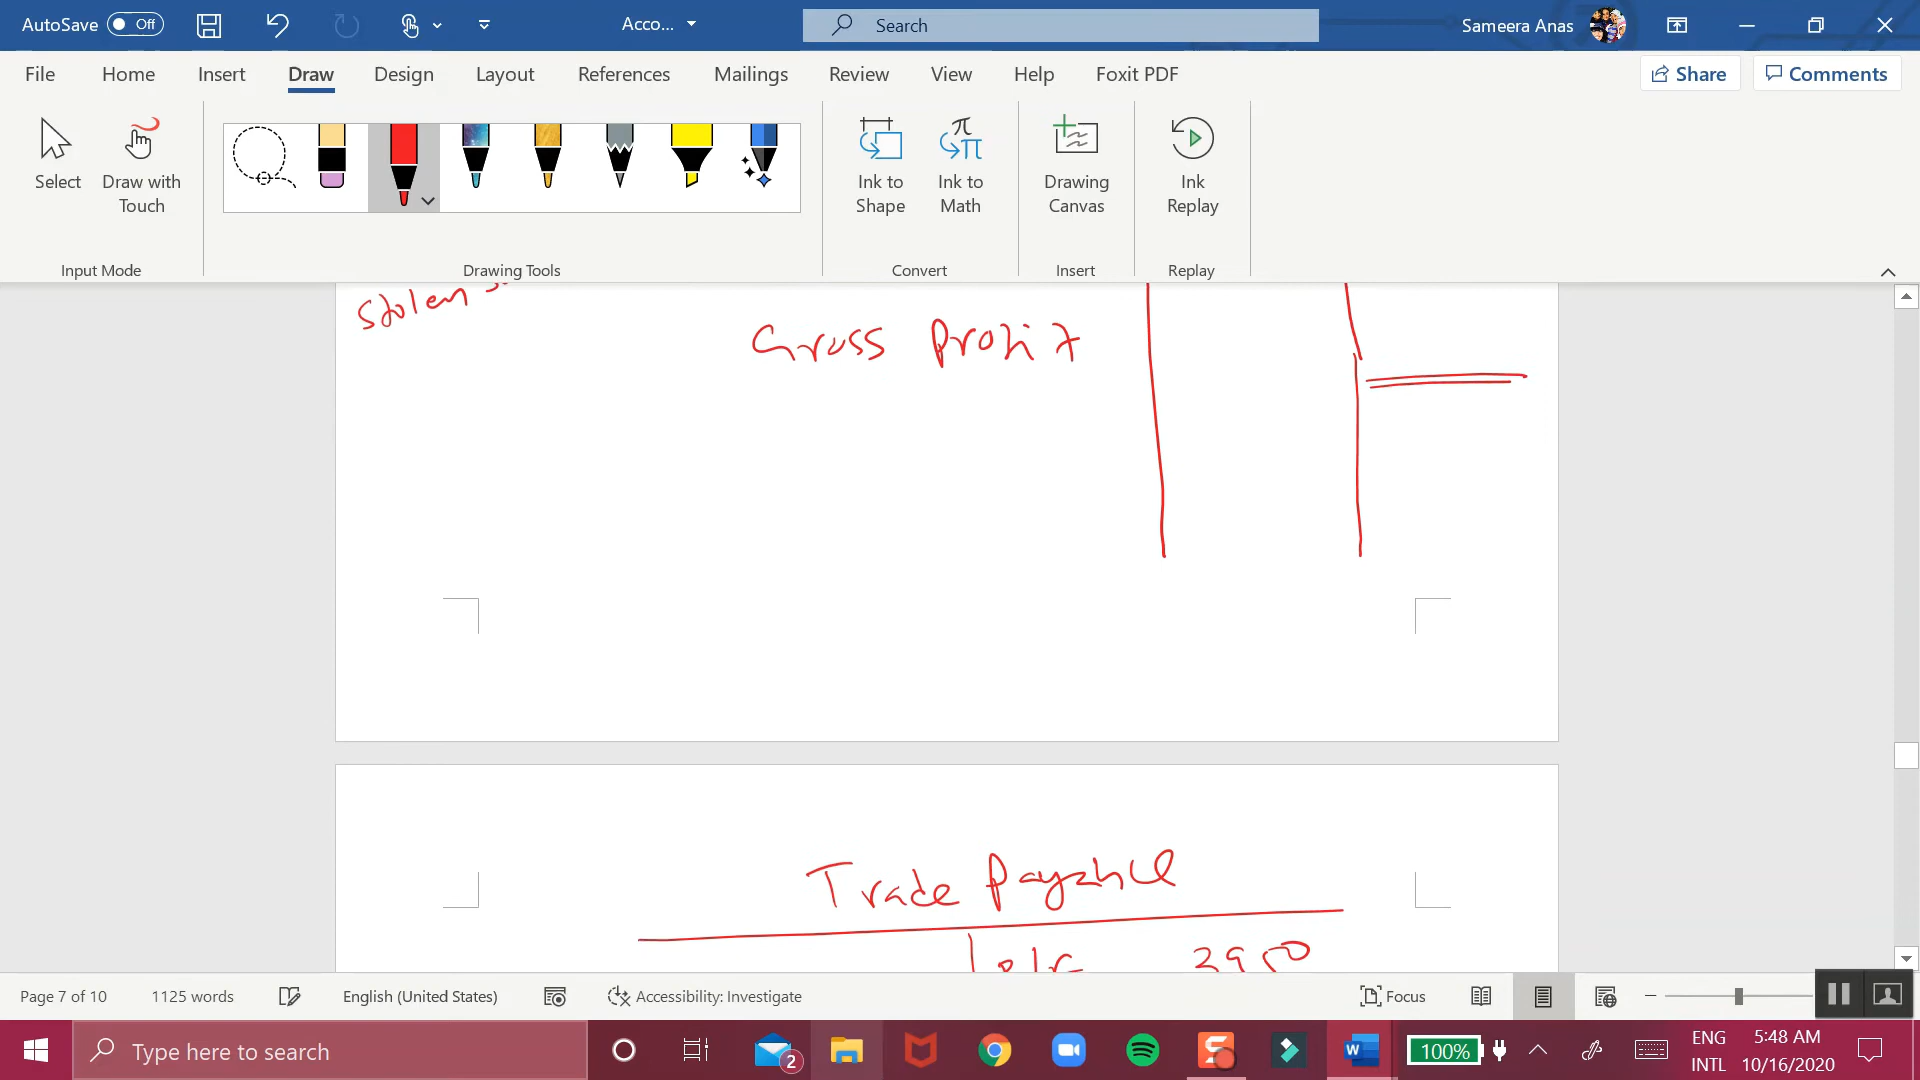 AutoSave Off Acco... Search Sameera Anas
File Home Insert Draw Design Layout References Mailings Review View Help Foxit PDF Share Comments
Select Draw with Touch Ink to Shape Ink to Math Drawing Canvas Ink Replay
Input Mode Drawing Tools Convert Insert Replay
Stolen
Gross Profit
Trade Payable
b/f 3950
Page 7 of 10 1125 words English (United States) Accessibility: Investigate Focus
Type here to search 2 100% ENG 5:48 AM
INTL 10/16/2020